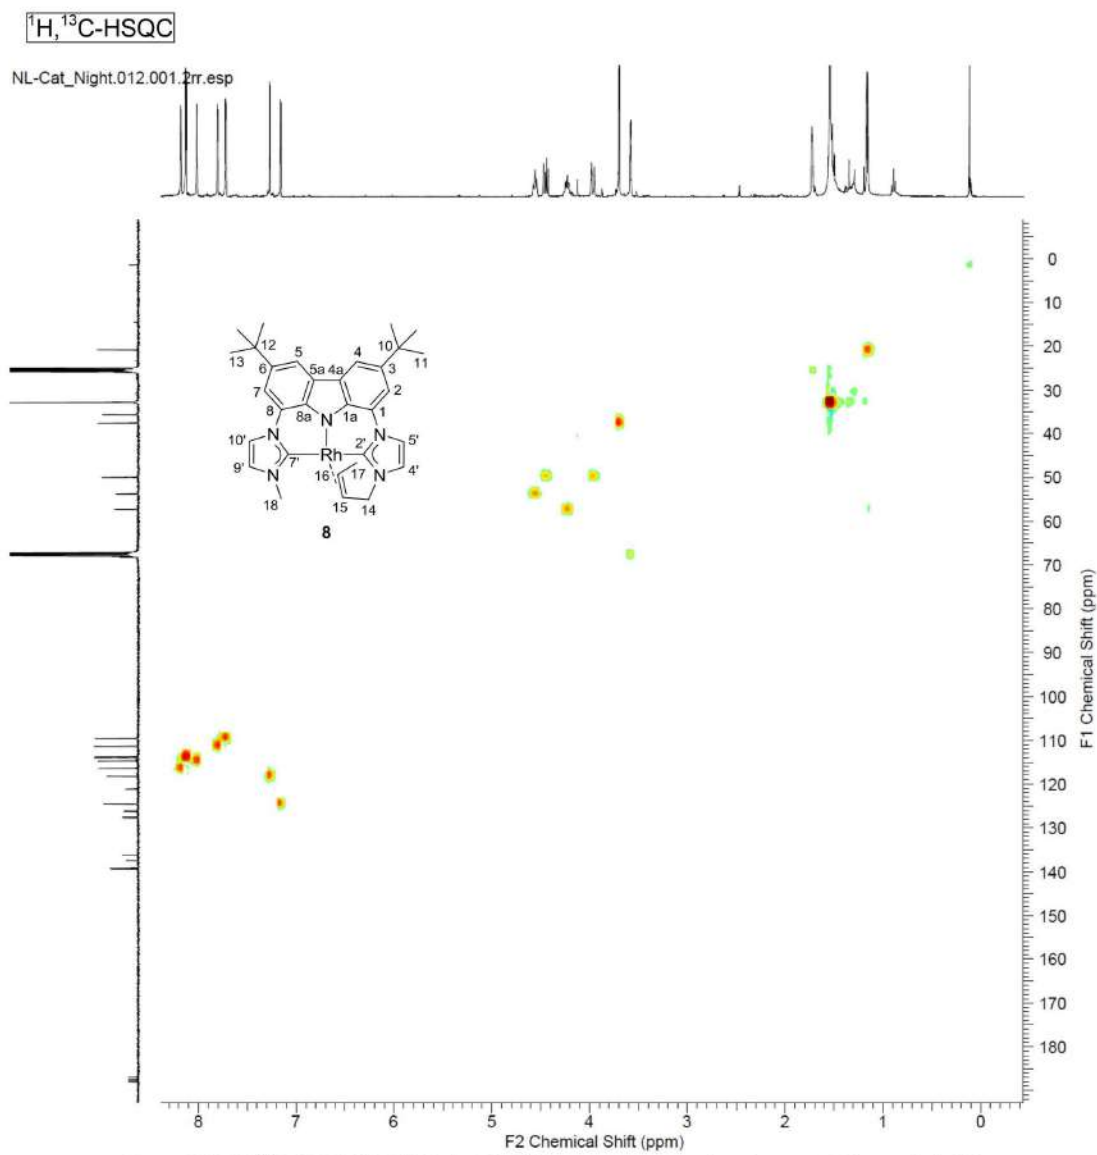 ¹H,¹³C-HSQC
NL-Cat_Night.012.001.2rr.esp
0
10
20
30
40
50
60
70
80
90
100
110
120
130
140
150
160
170
180
F1 Chemical Shift (ppm)
12 5 4 10
13 6 5a 4a 3 11
7 2
8 8a N 1a 1
10' N N 5'
9' 7' Rh 2' 4'
N 16 17 N
18 15 14
8
8 7 6 5 4 3 2 1 0
F2 Chemical Shift (ppm)